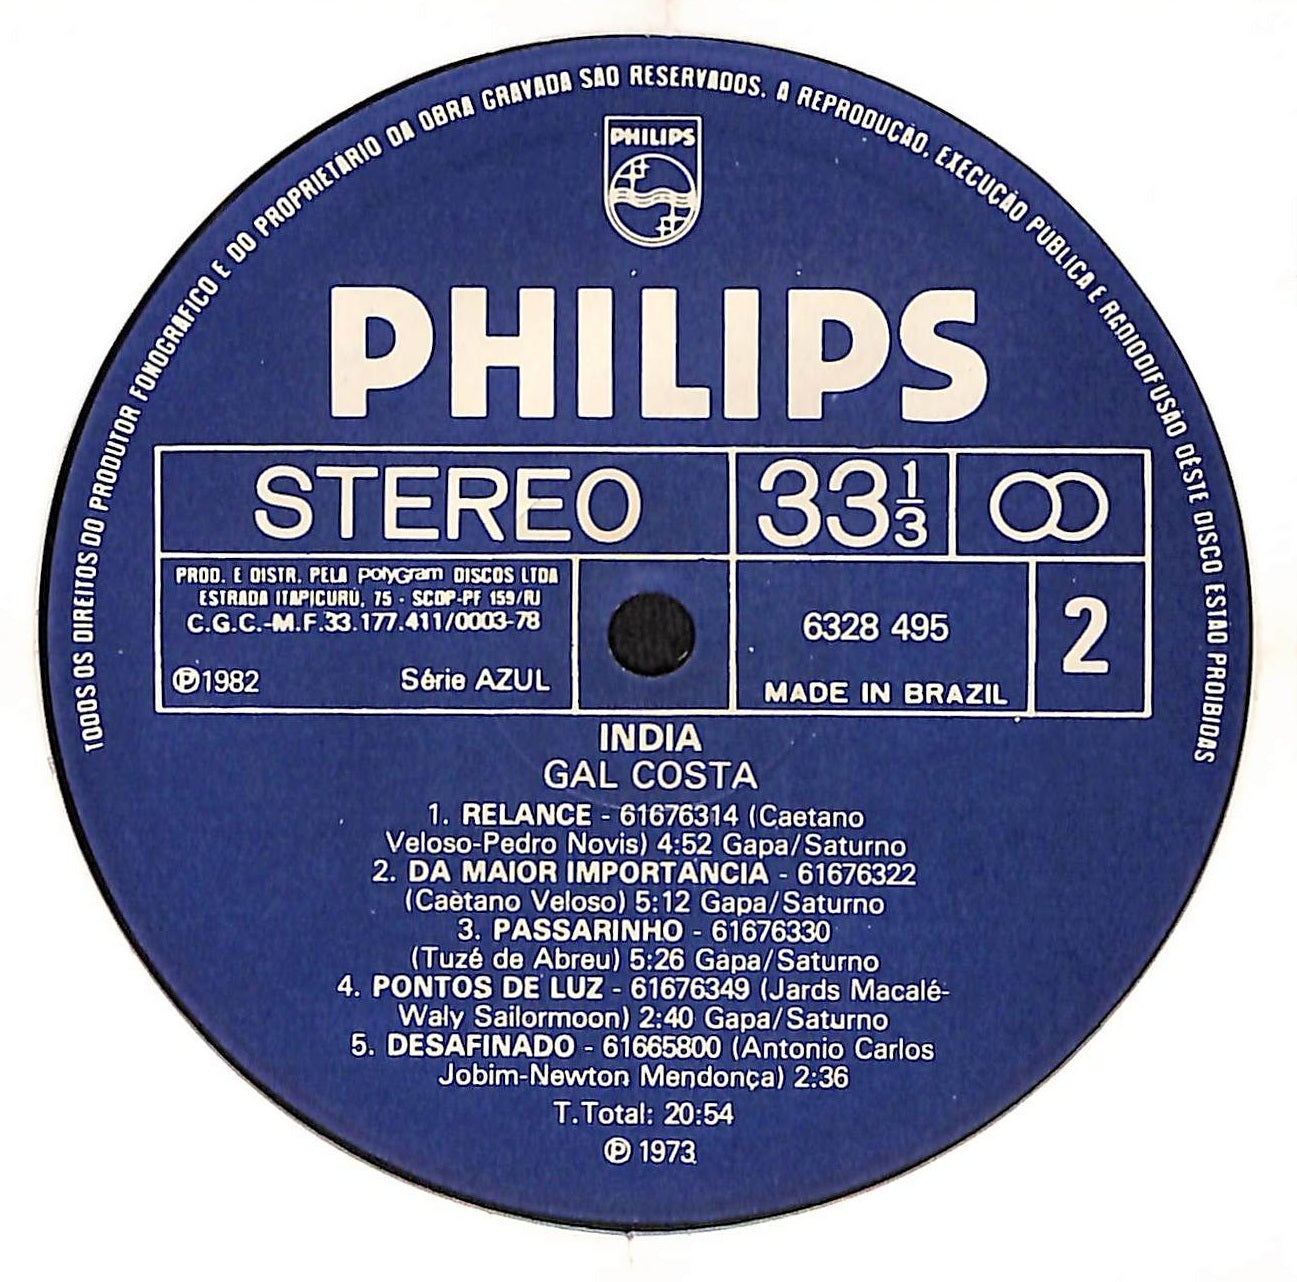 TODOS OS DIREITOS DO PRODUTOR FONOGRÁFICO E DO PROPRIETÁRIO DA OBRA GRAVADA SÃO RESERVADOS. A REPRODUÇÃO, EXECUÇÃO PÚBLICA E RADIODIFUSÃO DÊSTE DISCO ESTÃO PROIBIDAS
PHILIPS
PHILIPS
STEREO 33 1/3
PROD. E DISTR. PELA PolyGram DISCOS LTDA
ESTRADA ITAPICURU, 75 - SCDP-PF 159/RJ
C.G.C.-M.F.33.177.411/0003-78
℗1982 Série AZUL
6328 495
MADE IN BRAZIL
2
INDIA
GAL COSTA
1. RELANCE - 61676314 (Caetano
Veloso-Pedro Novis) 4:52 Gapa/Saturno
2. DA MAIOR IMPORTÂNCIA - 61676322
(Caetano Veloso) 5:12 Gapa/Saturno
3. PASSARINHO - 61676330
(Tuzé de Abreu) 5:26 Gapa/Saturno
4. PONTOS DE LUZ - 61676349 (Jards Macalé-
Waly Sailormoon) 2:40 Gapa/Saturno
5. DESAFINADO - 61665800 (Antonio Carlos
Jobim-Newton Mendonça) 2:36
T.Total: 20:54
℗ 1973